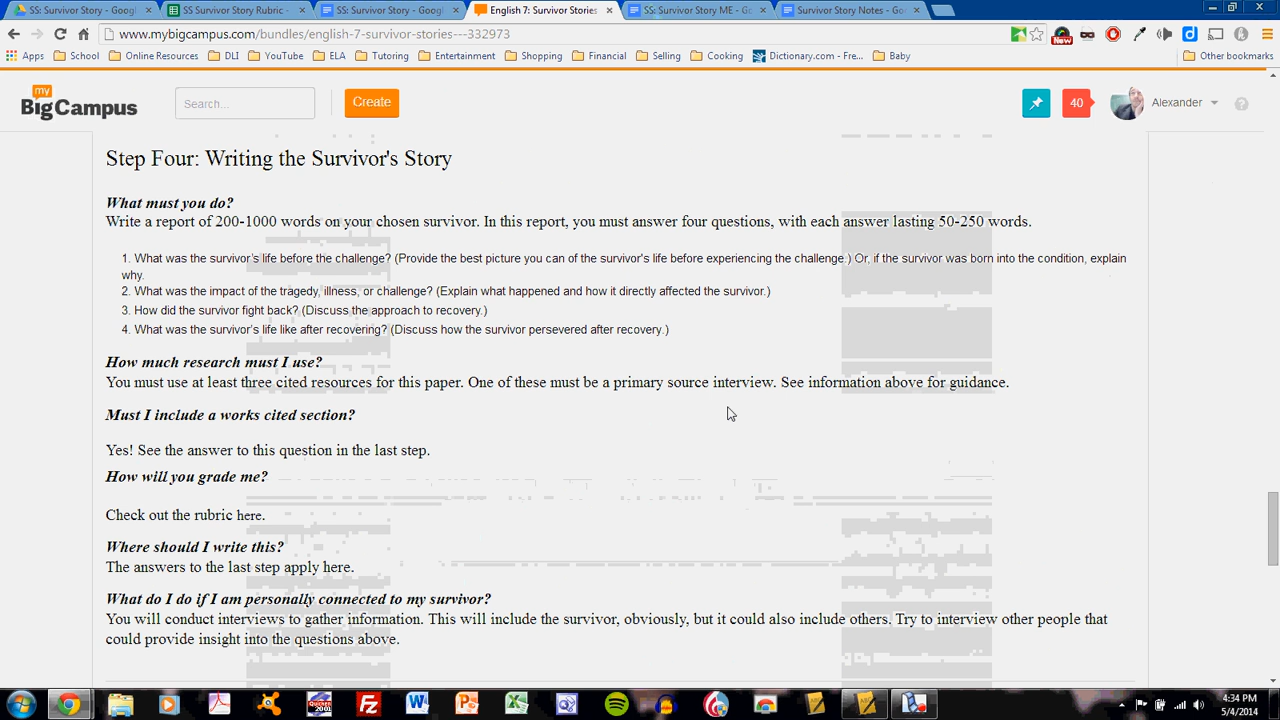 SS: Survivor Story - Googl
SS Survivor Story Rubric -
SS: Survivor Story - Googl
English 7: Survivor Stories
SS: Survivor Story ME - Go
Survivor Story Notes - Go
www.mybigcampus.com/bundles/english-7-survivor-stories---332973
New
Apps School Online Resources DLI YouTube ELA Tutoring Entertainment Shopping Financial Selling Cooking Dictionary.com - Fre... Baby Other bookmarks
my
BigCampus
Search...
Create
40
Alexander
Step Four: Writing the Survivor's Story
What must you do?
Write a report of 200-1000 words on your chosen survivor. In this report, you must answer four questions, with each answer lasting 50-250 words.
1. What was the survivor's life before the challenge? (Provide the best picture you can of the survivor's life before experiencing the challenge.) Or, if the survivor was born into the condition, explain
why.
2. What was the impact of the tragedy, illness, or challenge? (Explain what happened and how it directly affected the survivor.)
3. How did the survivor fight back? (Discuss the approach to recovery.)
4. What was the survivor's life like after recovering? (Discuss how the survivor persevered after recovery.)
How much research must I use?
You must use at least three cited resources for this paper. One of these must be a primary source interview. See information above for guidance.
Must I include a works cited section?
Yes! See the answer to this question in the last step.
How will you grade me?
Check out the rubric here.
Where should I write this?
The answers to the last step apply here.
What do I do if I am personally connected to my survivor?
You will conduct interviews to gather information. This will include the survivor, obviously, but it could also include others. Try to interview other people that
could provide insight into the questions above.
Quicken
2001
4:34 PM
5/4/2014